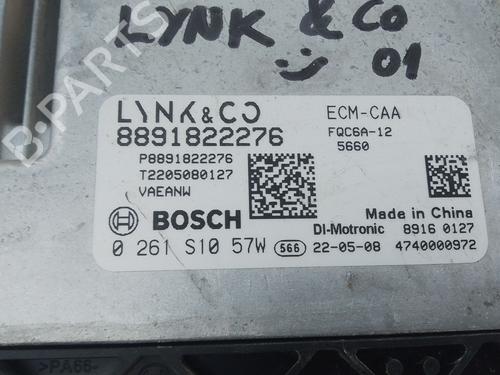 LYNK & CO
01
LYNK & CO
8891822276
P8891822276
T2205080127
VAEANW
ECM-CAA
FQC6A-12
5660
BOSCH
Made in China
DI-Motronic 8916 0127
0 261 S10 57W 566 22-05-08 4740000972
>PA66-
B-Parts